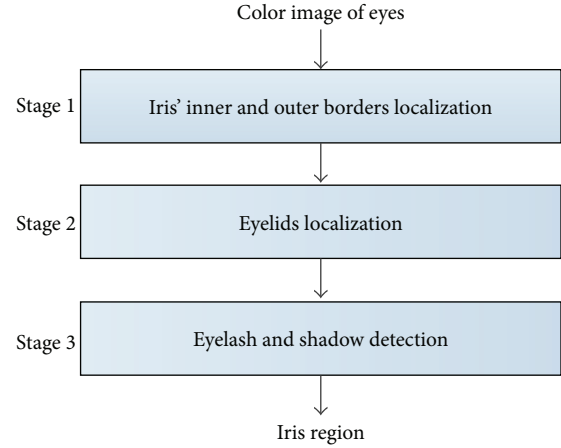 Color image of eyes
Stage 1
Iris' inner and outer borders localization
Stage 2
Eyelids localization
Stage 3
Eyelash and shadow detection
Iris region